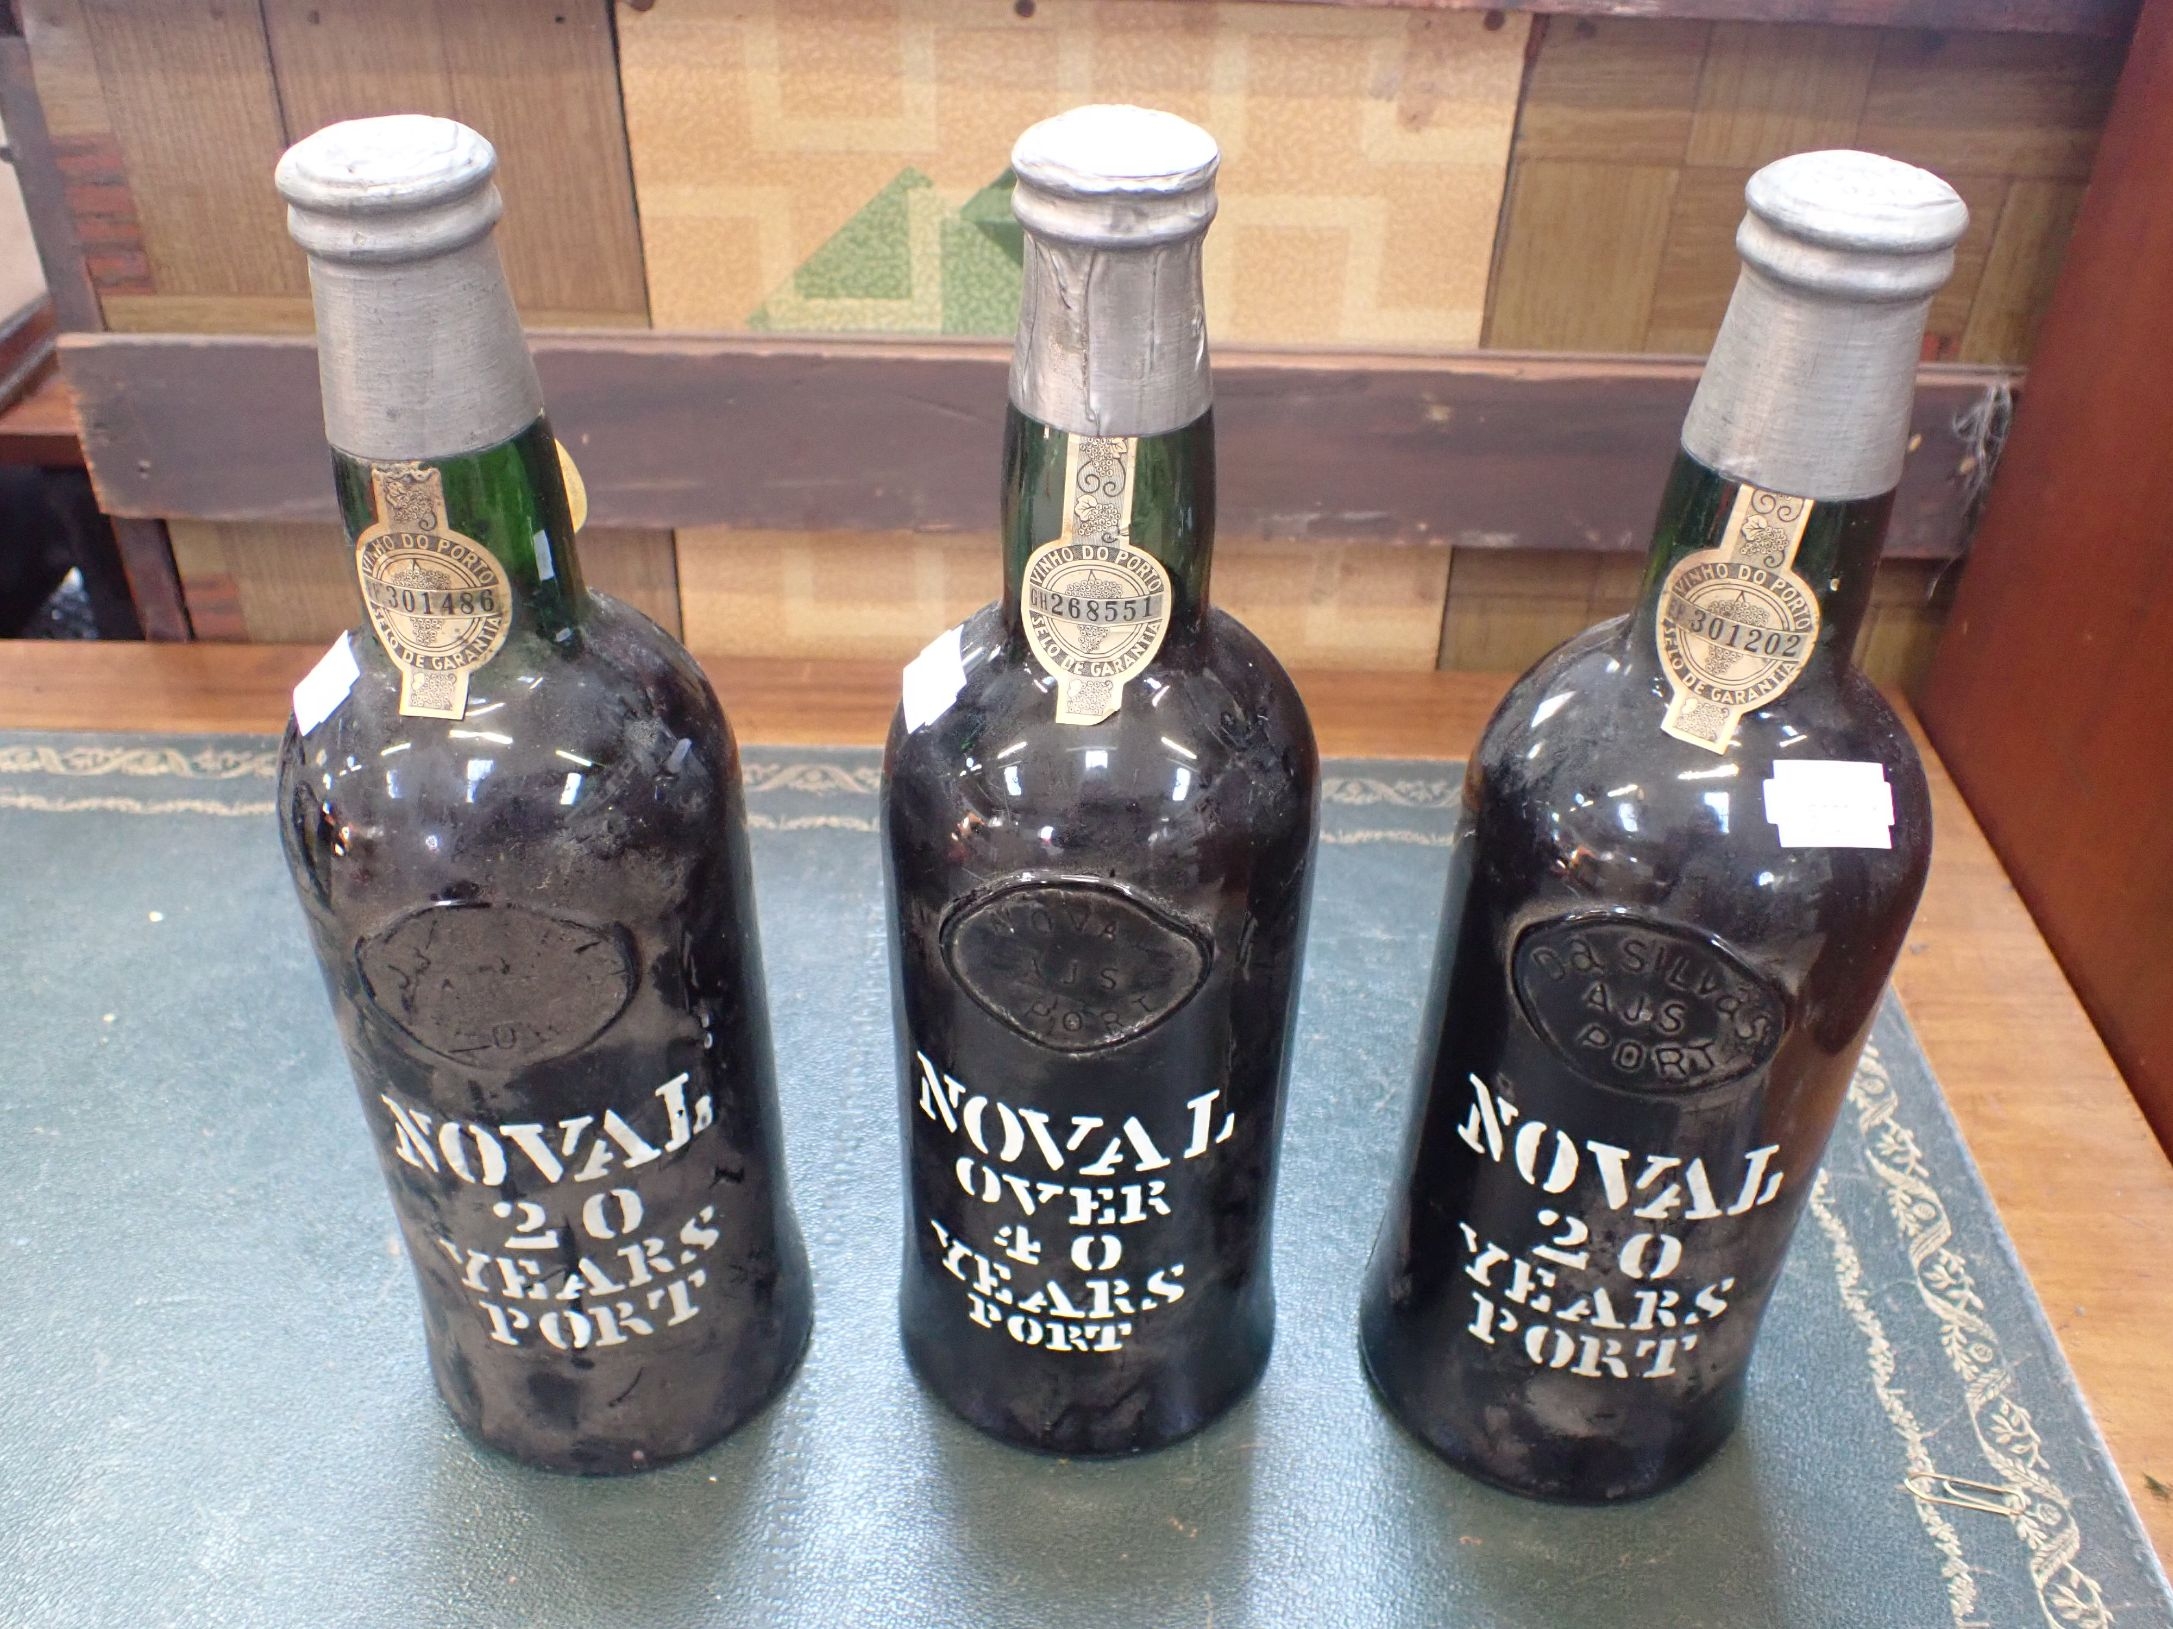 VINHO DO PORTO
301486
SELO DE GARANTIA
NOVAL
20
YEARS
PORT
VINHO DO PORTO
GH268551
SELO DE GARANTIA
NOVAL
AJS
PORT
NOVAL
OVER
40
YEARS
PORT
VINHO DO PORTO
301202
SELO DE GARANTIA
Da SILVaS
AJS
PORT
NOVAL
20
YEARS
PORT